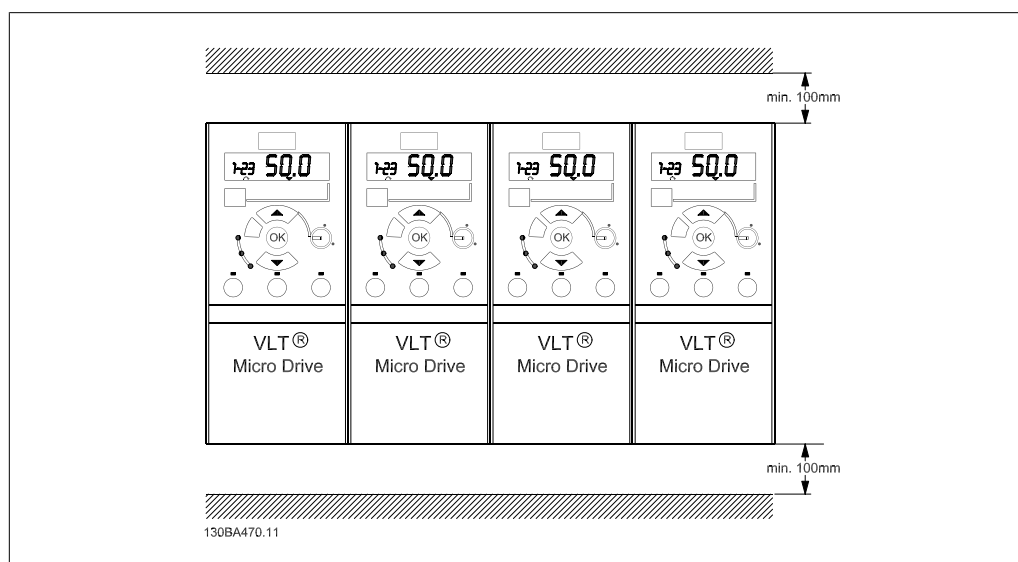 min. 100mm
1-23 50.0
1-23 50.0
1-23 50.0
1-23 50.0
OK
OK
OK
OK
VLT®
Micro Drive
VLT®
Micro Drive
VLT®
Micro Drive
VLT®
Micro Drive
min. 100mm
130BA470.11